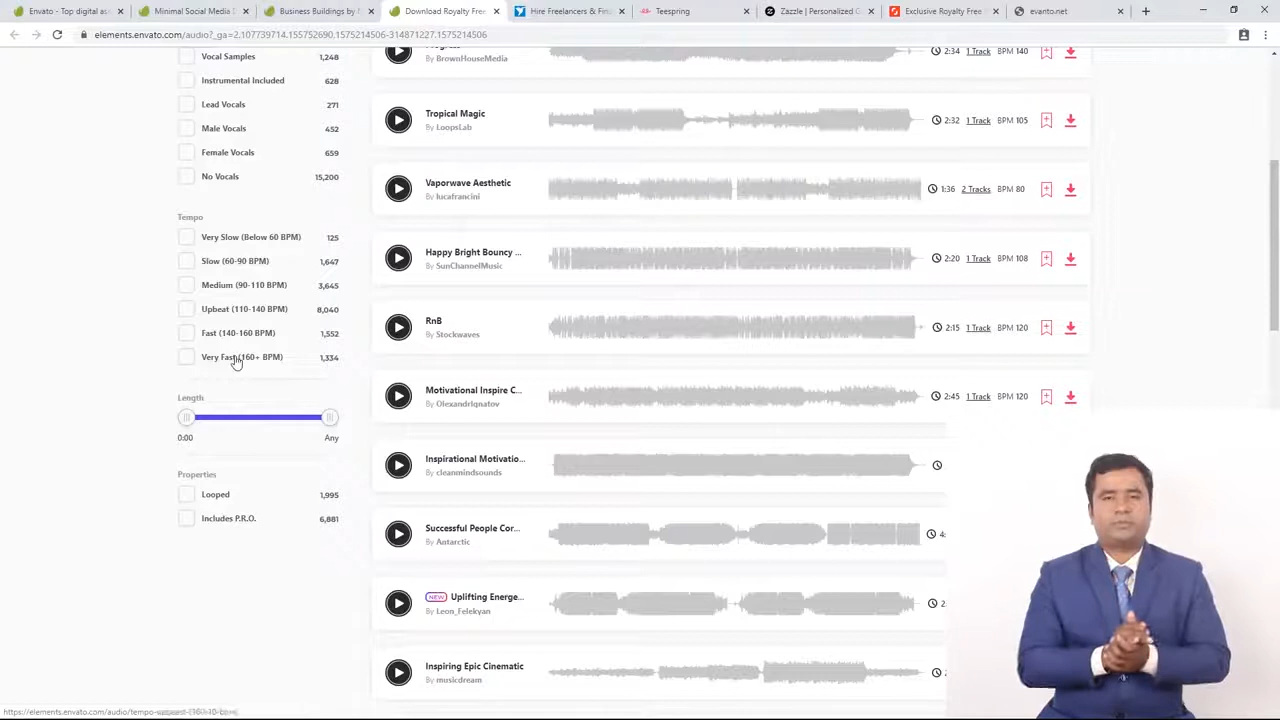 Envato - Top digital as
Minimal Social Media
Business Buildings by
Download Royalty Free
Hire Freelancers & Fin
Teespring
Zazzle | Personalized G
Exclusive Royalty Free
evanto.net
elements.envato.com/audio?_ga=2.107739714.155752690.1575214506-314871227.1575214506
Vocal Samples 1,248
Instrumental Included 628
Lead Vocals 271
Male Vocals 452
Female Vocals 659
No Vocals 15,200
Tempo
Very Slow (Below 60 BPM) 125
Slow (60-90 BPM) 1,647
Medium (90-110 BPM) 3,645
Upbeat (110-140 BPM) 8,040
Fast (140-160 BPM) 1,552
Very Fast (160+ BPM) 1,334
Length
0:00 Any
Properties
Looped 1,995
Includes P.R.O. 6,881
By BrownHouseMedia 2:34 1 Track BPM 140
Tropical Magic
By LoopsLab 2:32 1 Track BPM 105
Vaporwave Aesthetic
By lucafrancini 1:36 2 Tracks BPM 80
Happy Bright Bouncy ...
By SunChannelMusic 2:20 1 Track BPM 108
RnB
By Stockwaves 2:15 1 Track BPM 120
Motivational Inspire C...
By OlexandrIgnatov 2:45 1 Track BPM 120
Inspirational Motivatio...
By cleanmindsounds
Successful People Cor...
By Antarctic 4:
NEW Uplifting Energe...
By Leon_Felekyan 2:
Inspiring Epic Cinematic
By musicdream 2
https://elements.envato.com/audio/